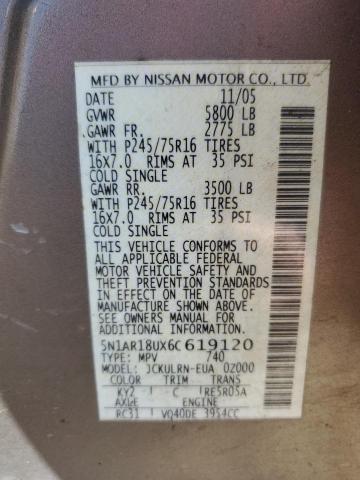 MFD BY NISSAN MOTOR CO., LTD.
DATE 11/05
GVWR 5800 LB
GAWR FR. 2775 LB
WITH P245/75R16 TIRES
16X7.0 RIMS AT 35 PSI
COLD SINGLE
GAWR RR. 3500 LB
WITH P245/75R16 TIRES
16X7.0 RIMS AT 35 PSI
COLD SINGLE
THIS VEHICLE CONFORMS TO
ALL APPLICABLE FEDERAL
MOTOR VEHICLE SAFETY AND
THEFT PREVENTION STANDARDS
IN EFFECT ON THE DATE OF
MANUFACTURE SHOWN ABOVE.
SEE OWNERS MANUAL FOR
ADDITIONAL INFORMATION.
5N1AR18UX6C619120
TYPE: MPV 740
MODEL: JCKULRN-EUA 0Z000
COLOR TRIM TRANS
KY2 C RE5R05A
AXLE ENGINE
RC31 VQ40DE 3954CC